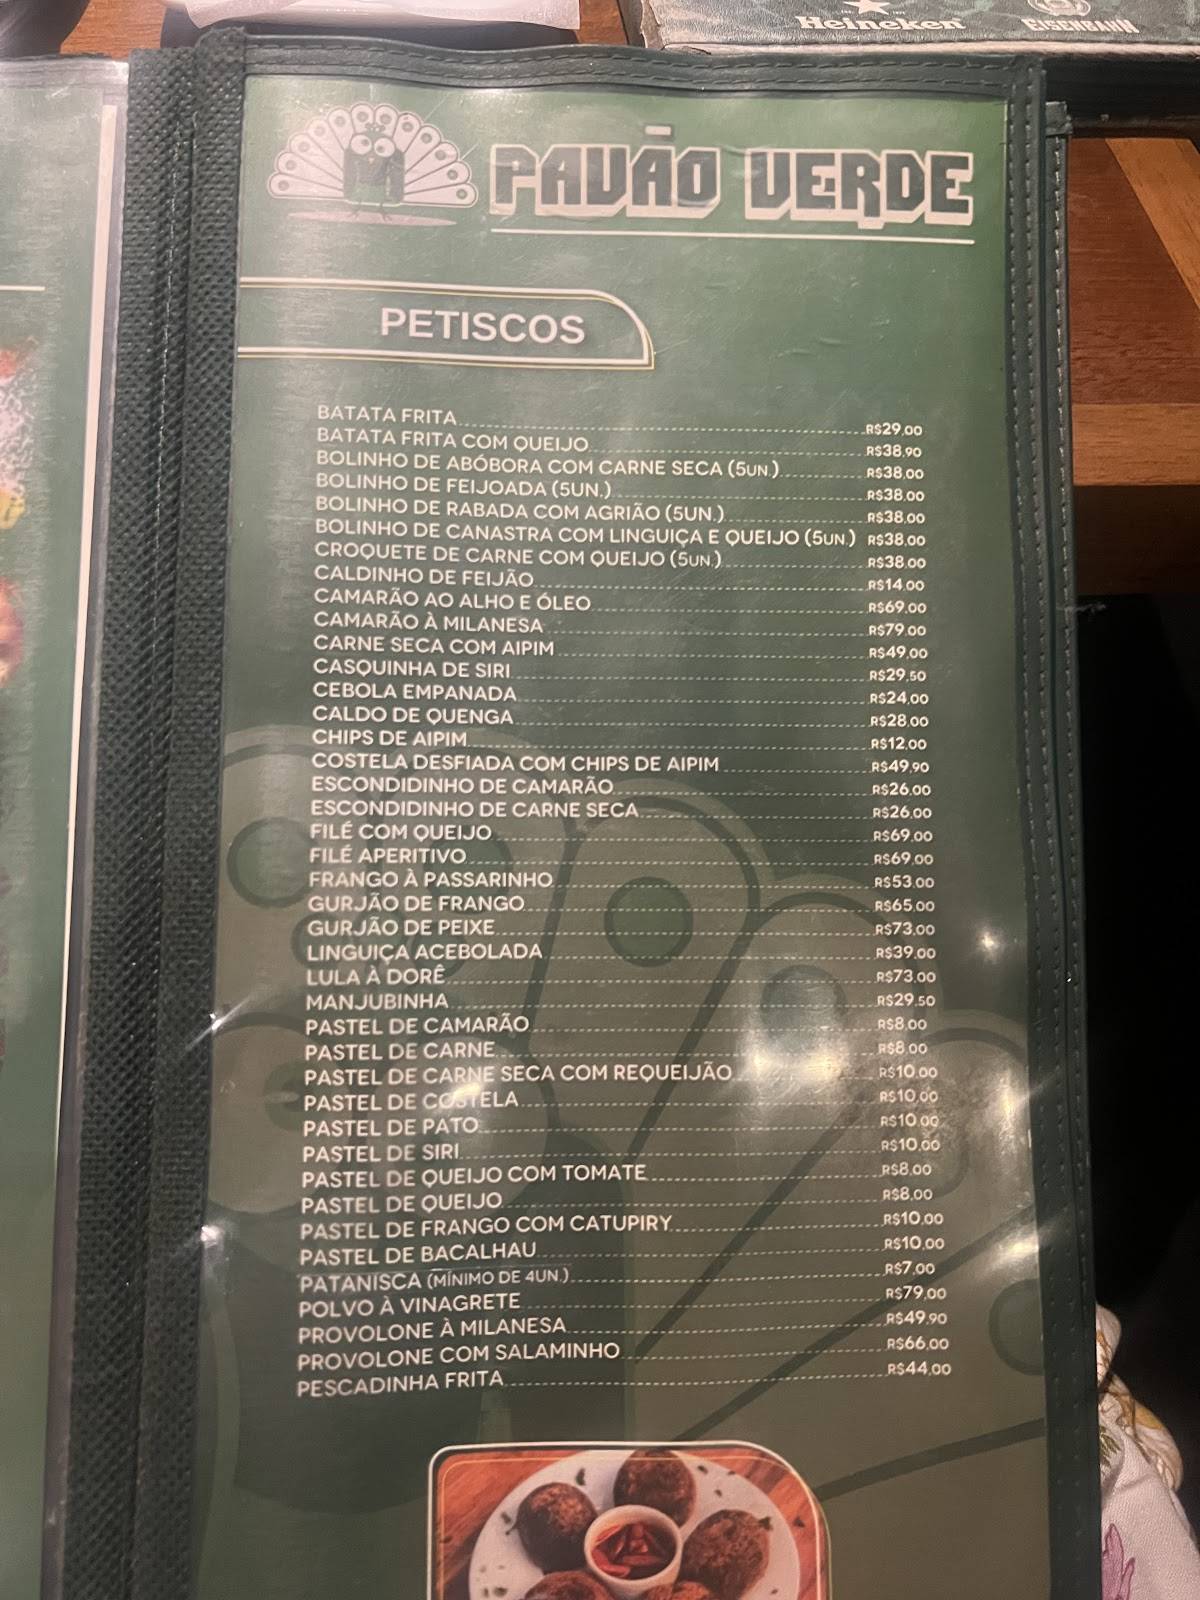 Heineken
EISENBAHN
PAVÃO VERDE
PETISCOS
BATATA FRITA R$29,00
BATATA FRITA COM QUEIJO R$38,90
BOLINHO DE ABÓBORA COM CARNE SECA (5UN.) R$38,00
BOLINHO DE FEIJOADA (5UN.) R$38,00
BOLINHO DE RABADA COM AGRIÃO (5UN.) R$38,00
BOLINHO DE CANASTRA COM LINGUIÇA E QUEIJO (5UN.) R$38,00
CROQUETE DE CARNE COM QUEIJO (5UN.) R$38,00
CALDINHO DE FEIJÃO R$14,00
CAMARÃO AO ALHO E ÓLEO R$69,00
CAMARÃO À MILANESA R$79,00
CARNE SECA COM AIPIM R$49,00
CASQUINHA DE SIRI R$29,50
CEBOLA EMPANADA R$24,00
CALDO DE QUENGA R$28,00
CHIPS DE AIPIM R$12,00
COSTELA DESFIADA COM CHIPS DE AIPIM R$49,90
ESCONDIDINHO DE CAMARÃO R$26,00
ESCONDIDINHO DE CARNE SECA R$26,00
FILÉ COM QUEIJO R$69,00
FILÉ APERITIVO R$69,00
FRANGO À PASSARINHO R$53,00
GURJÃO DE FRANGO R$65,00
GURJÃO DE PEIXE R$73,00
LINGUIÇA ACEBOLADA R$39,00
LULA À DORÊ R$73,00
MANJUBINHA R$29,50
PASTEL DE CAMARÃO R$8,00
PASTEL DE CARNE R$8,00
PASTEL DE CARNE SECA COM REQUEIJÃO R$10,00
PASTEL DE COSTELA R$10,00
PASTEL DE PATO R$10,00
PASTEL DE SIRI R$10,00
PASTEL DE QUEIJO COM TOMATE R$8,00
PASTEL DE QUEIJO R$8,00
PASTEL DE FRANGO COM CATUPIRY R$10,00
PASTEL DE BACALHAU R$10,00
PATANISCA (MÍNIMO DE 4UN.) R$7,00
POLVO À VINAGRETE R$79,00
PROVOLONE À MILANESA R$49,90
PROVOLONE COM SALAMINHO R$66,00
PESCADINHA FRITA R$44,00